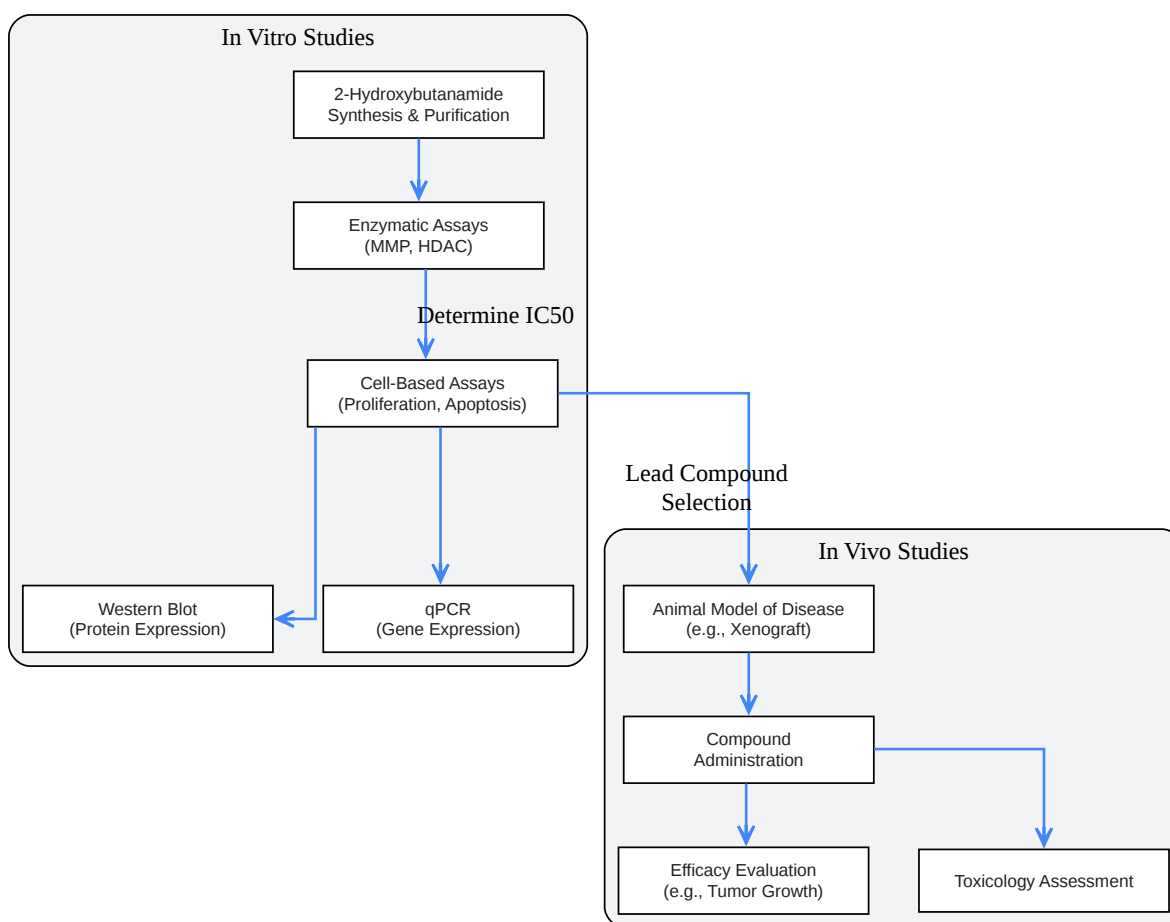 In Vitro Studies
2-Hydroxybutanamide
Synthesis & Purification
Enzymatic Assays
(MMP, HDAC)
Determine IC50
Cell-Based Assays
(Proliferation, Apoptosis)
Western Blot
(Protein Expression)
qPCR
(Gene Expression)
Lead Compound
Selection
In Vivo Studies
Animal Model of Disease
(e.g., Xenograft)
Compound
Administration
Efficacy Evaluation
(e.g., Tumor Growth)
Toxicology Assessment